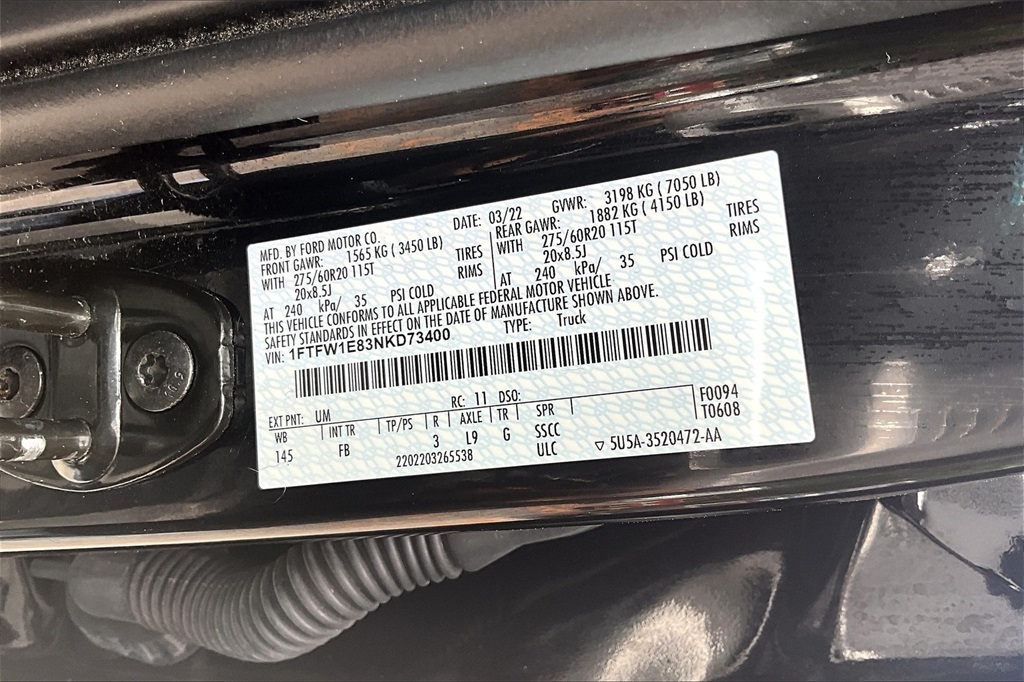 MFD. BY FORD MOTOR CO. DATE: 03/22 GVWR: 3198 KG ( 7050 LB)
FRONT GAWR: 1565 KG ( 3450 LB) REAR GAWR: 1882 KG ( 4150 LB)
WITH 275/60R20 115T TIRES WITH 275/60R20 115T TIRES
20x8.5J RIMS 20x8.5J RIMS
AT 240 kPa/ 35 PSI COLD AT 240 kPa/ 35 PSI COLD
THIS VEHICLE CONFORMS TO ALL APPLICABLE FEDERAL MOTOR VEHICLE
SAFETY STANDARDS IN EFFECT ON THE DATE OF MANUFACTURE SHOWN ABOVE.
VIN: 1FTFW1E83NKD73400 TYPE: Truck
EXT PNT: UM RC: 11 DSO: F0094
WB INT TR TP/PS R AXLE TR SPR T0608
145 FB 3 L9 G SSCC
2202203265538 ULC ▽ 5U5A-3520472-AA